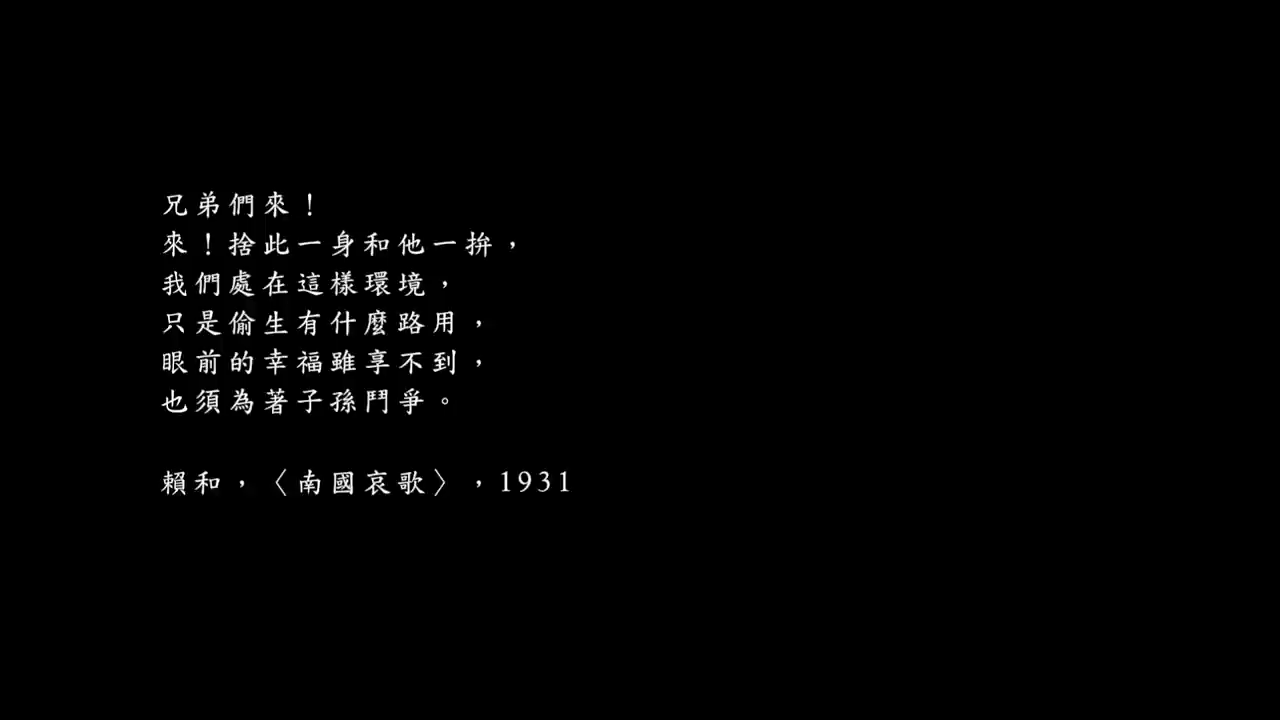 兄弟們來！
來！捨此一身和他一拚，
我們處在這樣環境，
只是偷生有什麼路用，
眼前的幸福雖享不到，
也須為著子孫鬥爭。
賴和，〈南國哀歌〉，1931